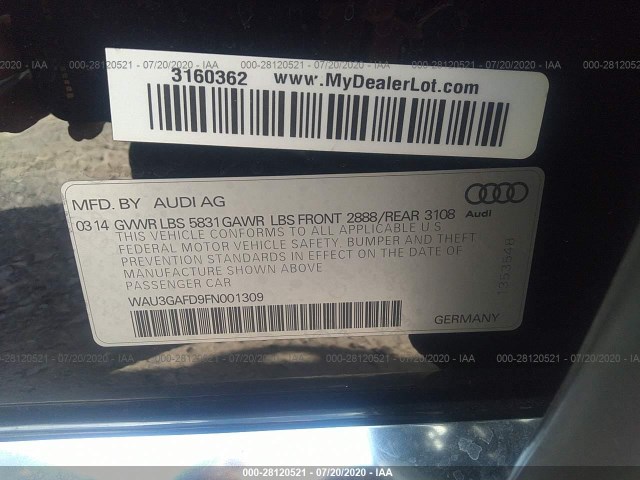 000-28120521 - 07/20/2020 - IAA 000-28120521 - 07/20/2020 - IAA
3160362 www.MyDealerLot.com
MFD. BY AUDI AG
Audi
0314 GVWR LBS 5831 GAWR LBS FRONT 2888/REAR 3108
THIS VEHICLE CONFORMS TO ALL APPLICABLE U.S
FEDERAL MOTOR VEHICLE SAFETY, BUMPER AND THEFT
PREVENTION STANDARDS IN EFFECT ON THE DATE OF
MANUFACTURE SHOWN ABOVE
PASSENGER CAR
WAU3GAFD9FN001309
GERMANY
000-28120521 - 07/20/2020 - IAA